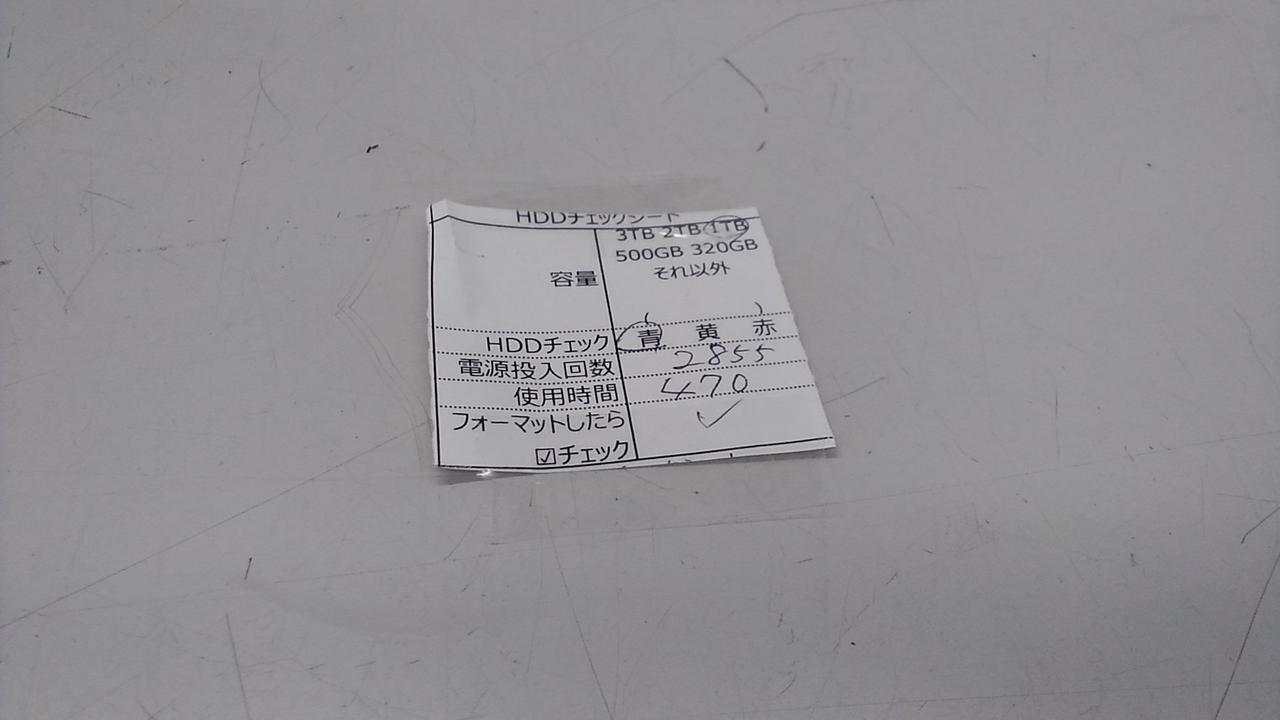 HDDチェックシート
容量 3TB 2TB 1TB
500GB 320GB
それ以外
( )
HDDチェック 青 黄 赤
電源投入回数 2855
使用時間 470
フォーマットしたら ✓
☑チェック